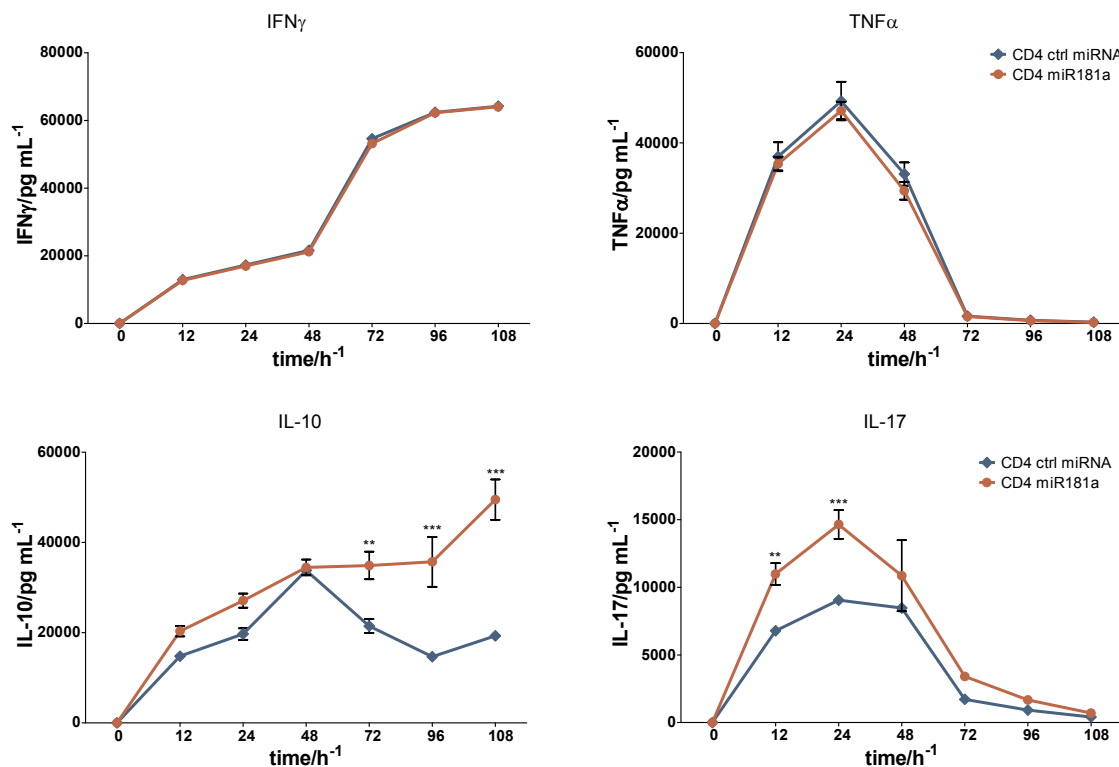 IFNγ
80000
60000
40000
20000
0
IFNγ/pg mL⁻¹
0 12 24 48 72 96 108
time/h⁻¹
TNFα
60000
40000
20000
0
TNFα/pg mL⁻¹
0 12 24 48 72 96 108
time/h⁻¹
CD4 ctrl miRNA
CD4 miR181a
IL-10
60000
40000
20000
0
IL-10/pg mL⁻¹
** *** ***
0 12 24 48 72 96 108
time/h⁻¹
IL-17
20000
15000
10000
5000
0
IL-17/pg mL⁻¹
** ***
0 12 24 48 72 96 108
time/h⁻¹
CD4 ctrl miRNA
CD4 miR181a